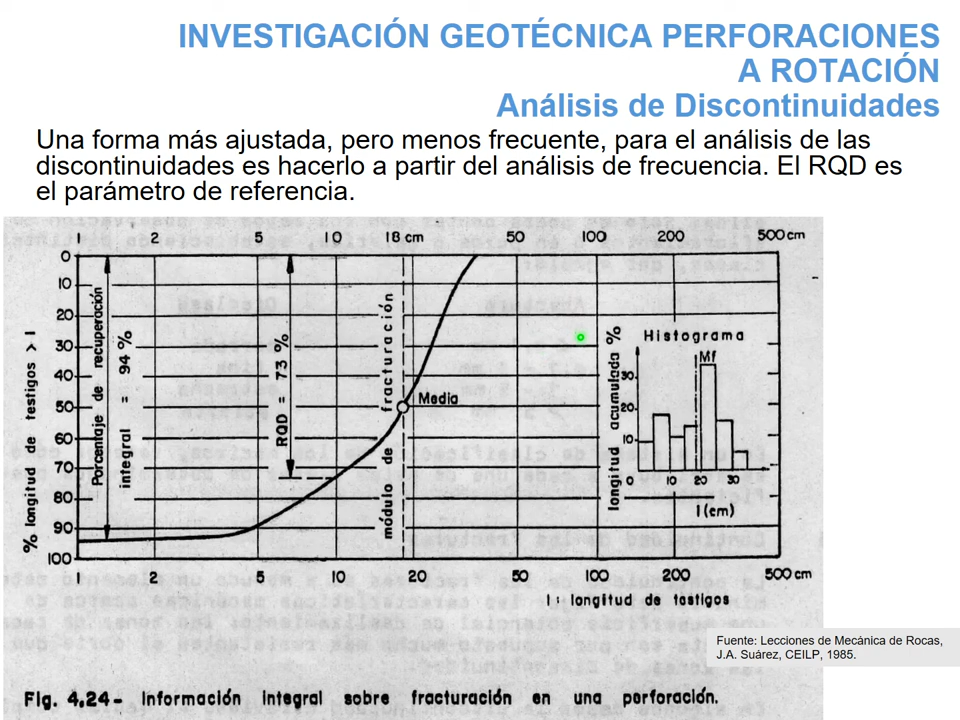 INVESTIGACIÓN GEOTÉCNICA PERFORACIONES
A ROTACIÓN
Análisis de Discontinuidades
Una forma más ajustada, pero menos frecuente, para el análisis de las
discontinuidades es hacerlo a partir del análisis de frecuencia. El RQD es
el parámetro de referencia.
1 2 5 10 18 cm 50 100 200 500 cm
0
10
20
30
40
50
60
70
80
90
100
% longitud de testigos > l
Porcentaje de recuperación
integral = 94 %
RQD = 73 %
módulo de fracturación
Media
Histograma
Mf
longitud acumulada %
30
20
10
0 10 20 30
l (cm)
1 2 5 10 20 50 100 200 500 cm
l : longitud de testigos
Fuente: Lecciones de Mecánica de Rocas,
J.A. Suárez, CEILP, 1985.
Fig. 4.24- Información integral sobre fracturación en una perforación.